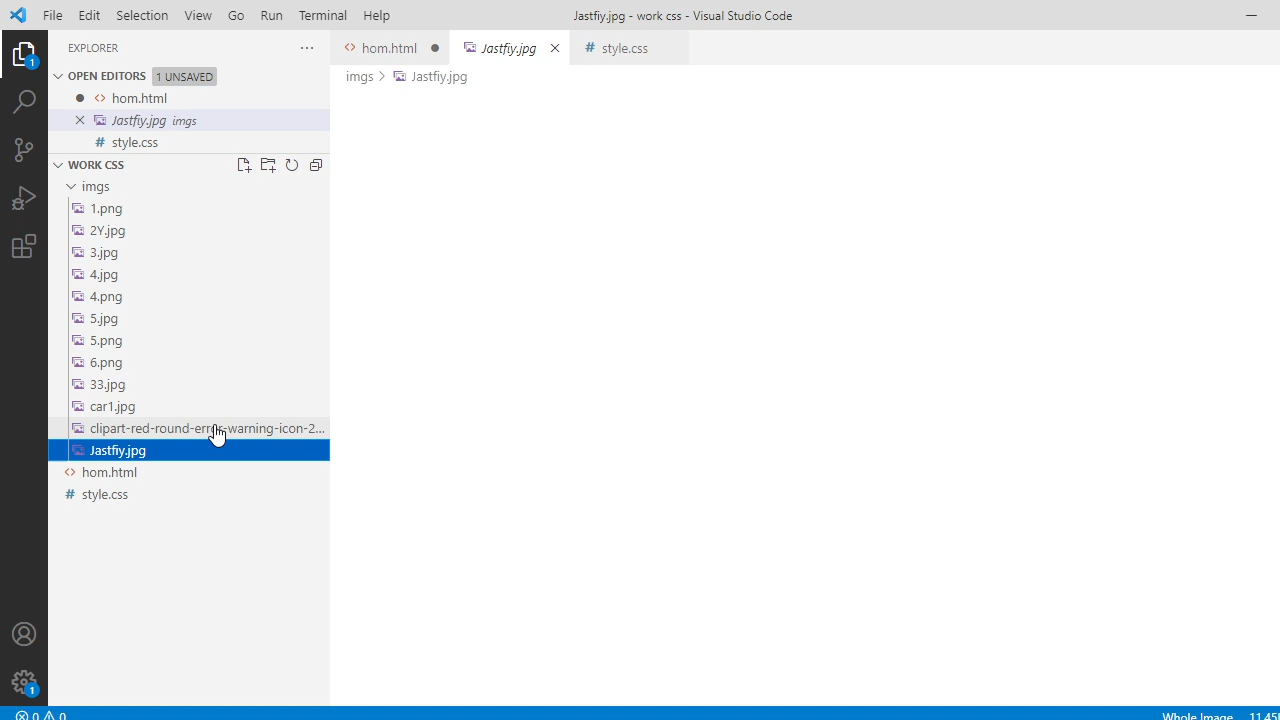 File Edit Selection View Go Run Terminal Help
Jastfiy.jpg - work css - Visual Studio Code
EXPLORER
hom.html
Jastfiy.jpg
# style.css
OPEN EDITORS 1 UNSAVED
imgs > Jastfiy.jpg
hom.html
Jastfiy.jpg imgs
# style.css
WORK CSS
imgs
1.png
2Y.jpg
3.jpg
4.jpg
4.png
5.jpg
5.png
6.png
33.jpg
car1.jpg
clipart-red-round-error-warning-icon-2...
Jastfiy.jpg
hom.html
# style.css
1
1
0 0
Whole Image